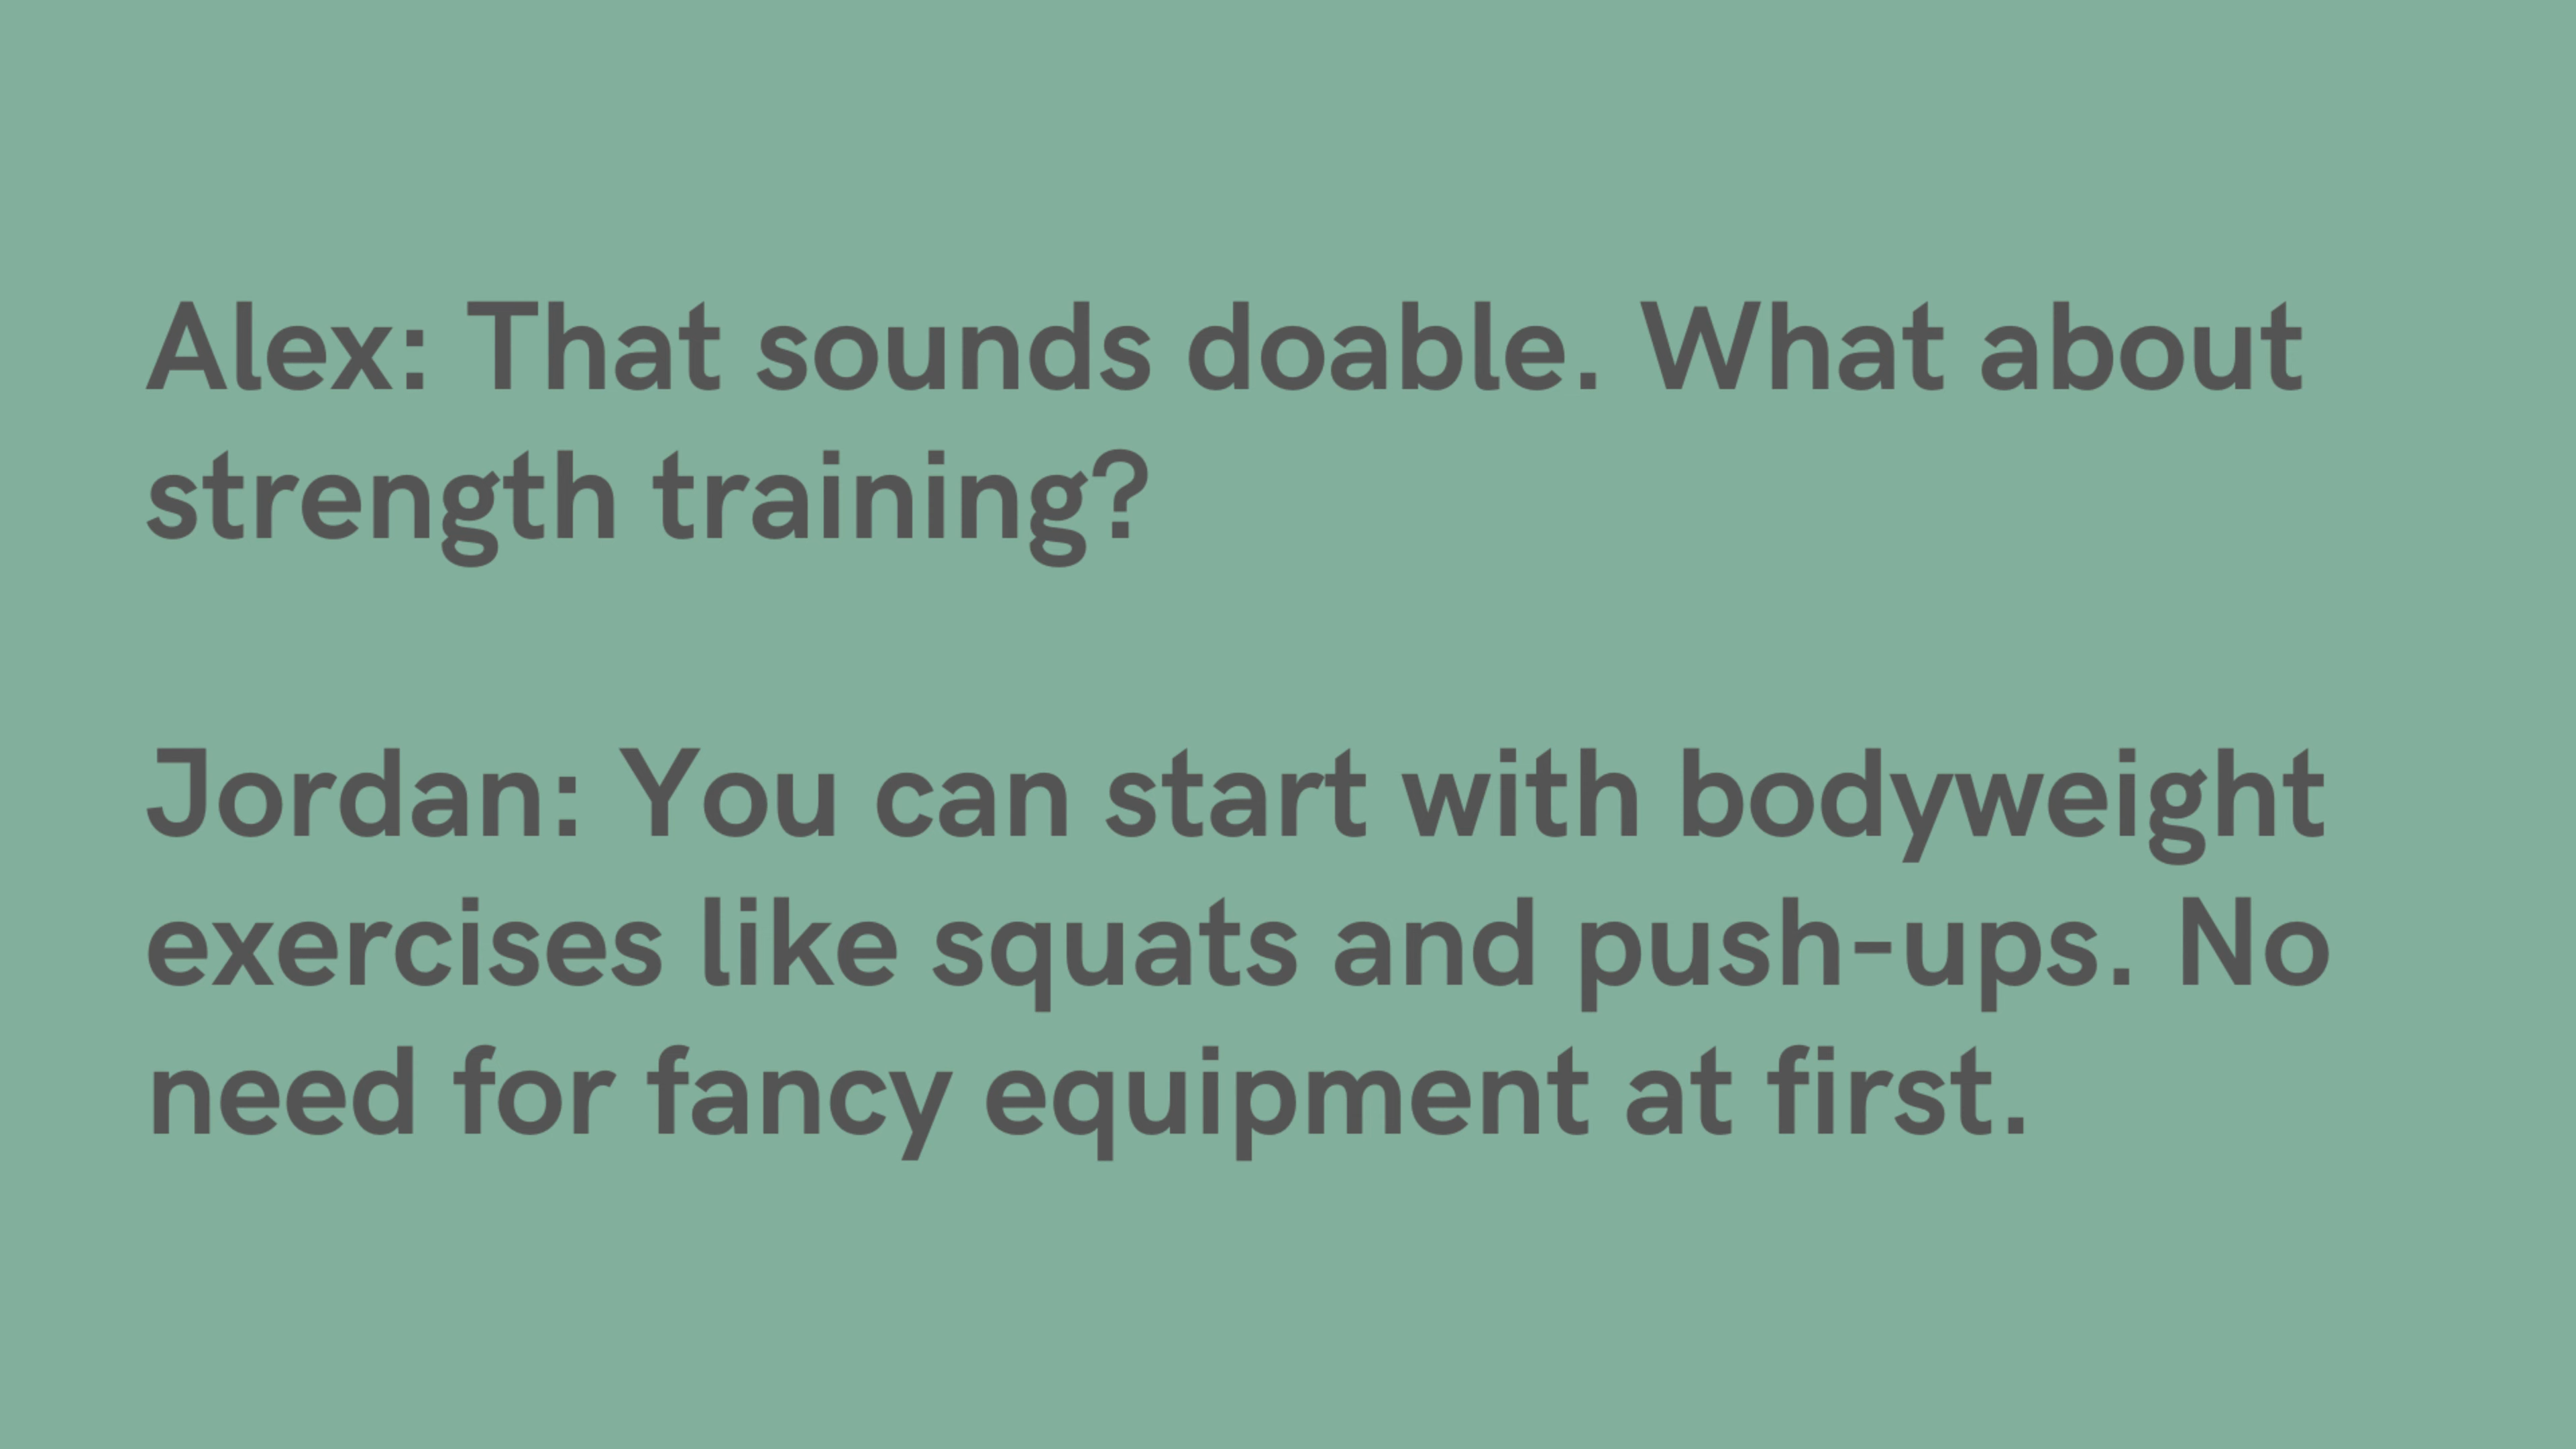 Alex: That sounds doable. What about
strength training?
Jordan: You can start with bodyweight
exercises like squats and push-ups. No
need for fancy equipment at first.